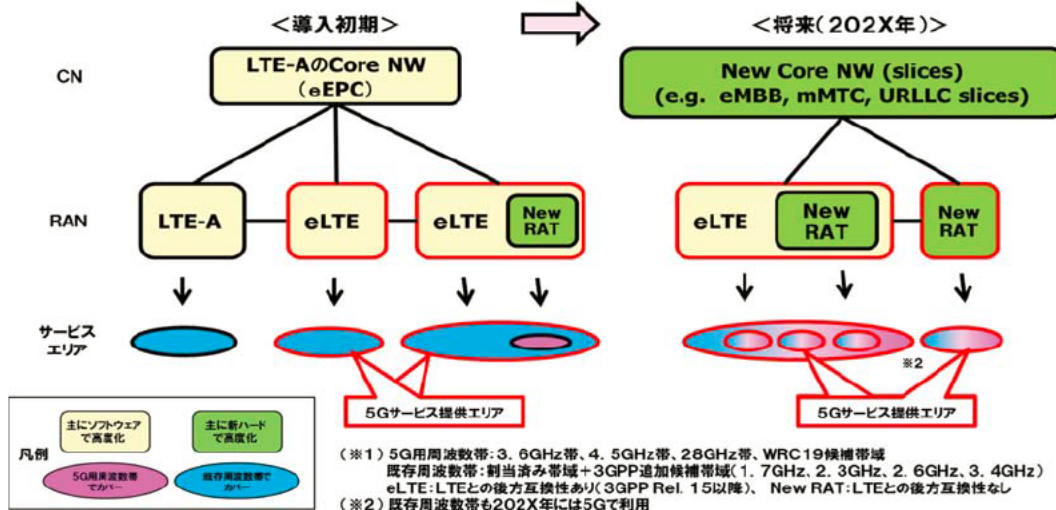 ＜導入初期＞
＜将来(202X年)＞
CN
LTE-AのCore NW
(eEPC)
New Core NW (slices)
(e.g. eMBB, mMTC, URLLC slices)
RAN
LTE-A
eLTE
eLTE
New
RAT
eLTE
New
RAT
New
RAT
サービス
エリア
※2
5Gサービス提供エリア
5Gサービス提供エリア
凡例
主にソフトウェア
で高度化
主に新ハード
で高度化
5G用周波数帯
でカバー
既存周波数帯で
カバー
(※1) 5G用周波数帯：3. 6GHz帯、4. 5GHz帯、28GHz帯、WRC19候補帯域
既存周波数帯：割当済み帯域＋3GPP追加候補帯域(1. 7GHz、2. 3GHz、2. 6GHz、3. 4GHz)
eLTE：LTEとの後方互換性あり(3GPP Rel. 15以降)、 New RAT：LTEとの後方互換性なし
(※2) 既存周波数帯も202X年には5Gで利用